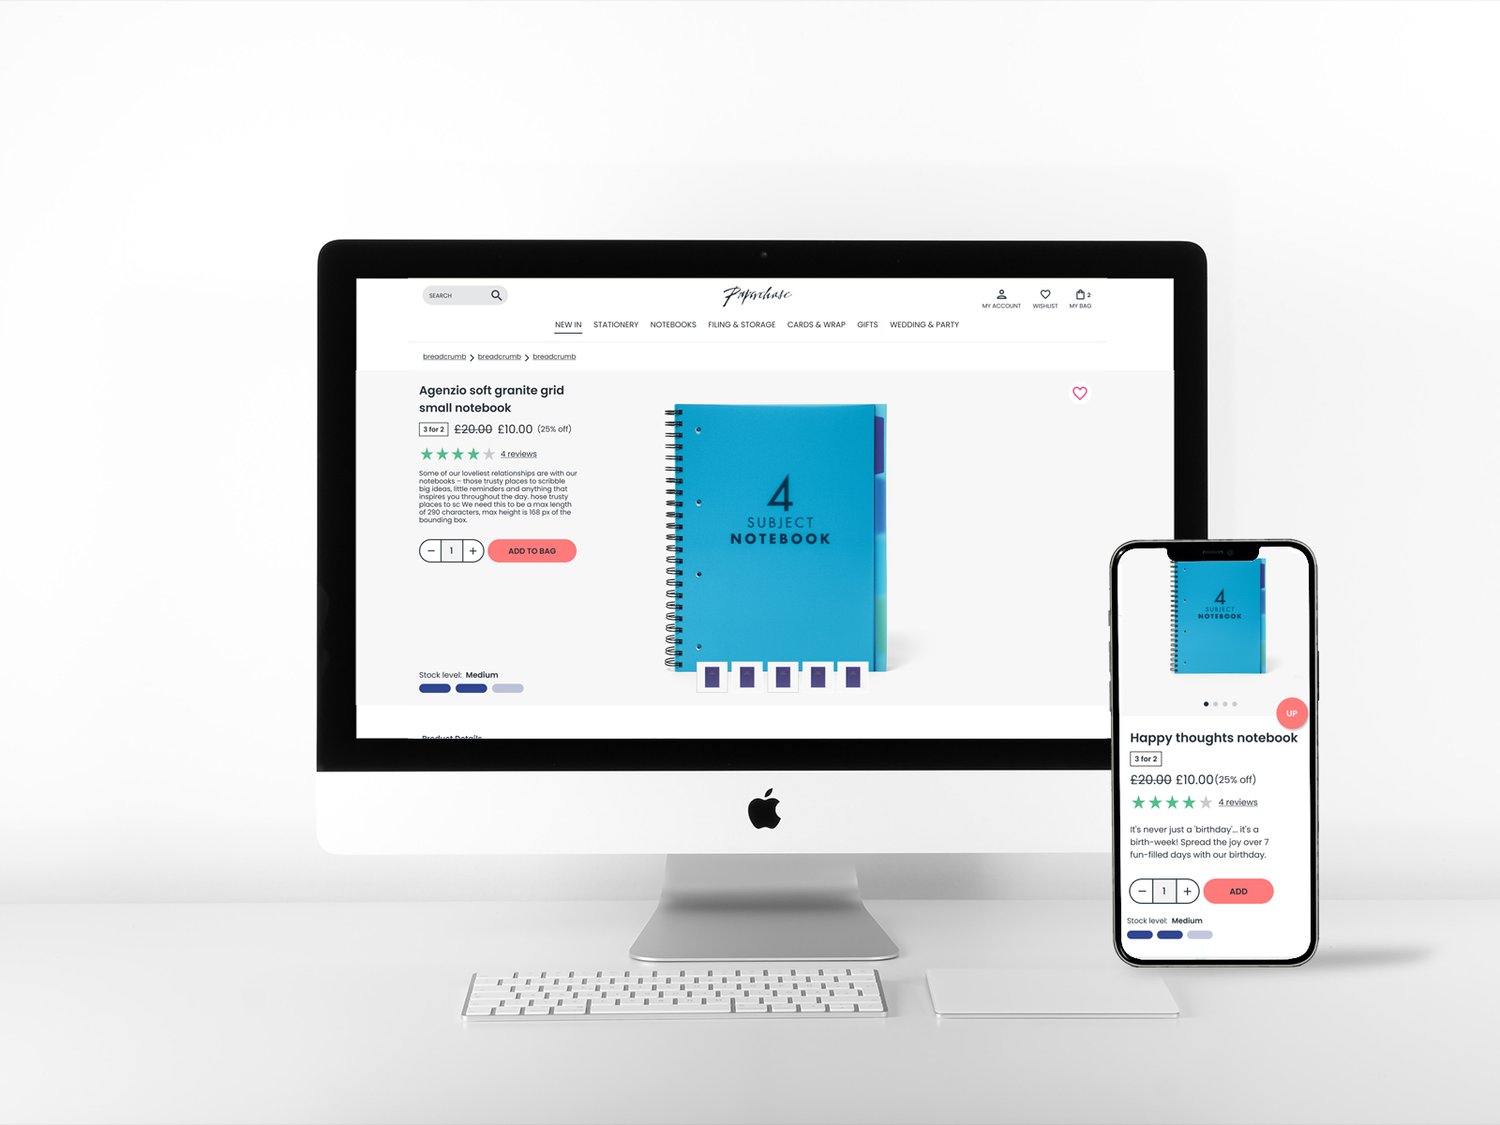 SEARCH
Paperchase
MY ACCOUNT
WISHLIST
2
MY BAG
NEW IN STATIONERY NOTEBOOKS FILING & STORAGE CARDS & WRAP GIFTS WEDDING & PARTY
breadcrumb > breadcrumb > breadcrumb
Agenzio soft granite grid
small notebook
3 for 2 £20.00 £10.00 (25% off)
4 reviews
Some of our loveliest relationships are with our
notebooks – those trusty places to scribble
big ideas, little reminders and anything that
inspires you throughout the day. hose trusty
places to sc We need this to be a max length
of 290 characters, max height is 168 px of the
bounding box.
− 1 + ADD TO BAG
Stock level: Medium
Product Details
4
SUBJECT
NOTEBOOK
4
SUBJECT
NOTEBOOK
UP
Happy thoughts notebook
3 for 2
£20.00 £10.00(25% off)
4 reviews
It's never just a 'birthday'... it's a
birth-week! Spread the joy over 7
fun-filled days with our birthday.
− 1 + ADD
Stock level: Medium